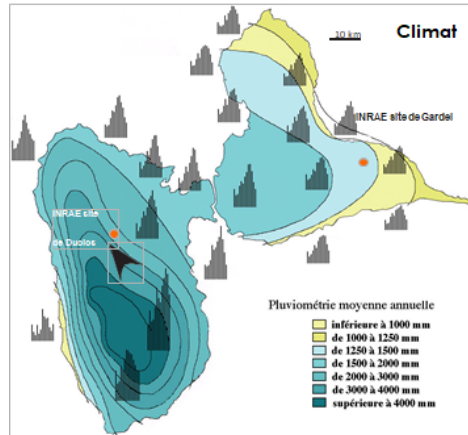 Climat
10 km
INRAE site de Gardel
INRAE site
de Duolos
Pluviométrie moyenne annuelle
inférieure à 1000 mm
de 1000 à 1250 mm
de 1250 à 1500 mm
de 1500 à 2000 mm
de 2000 à 3000 mm
de 3000 à 4000 mm
supérieure à 4000 mm